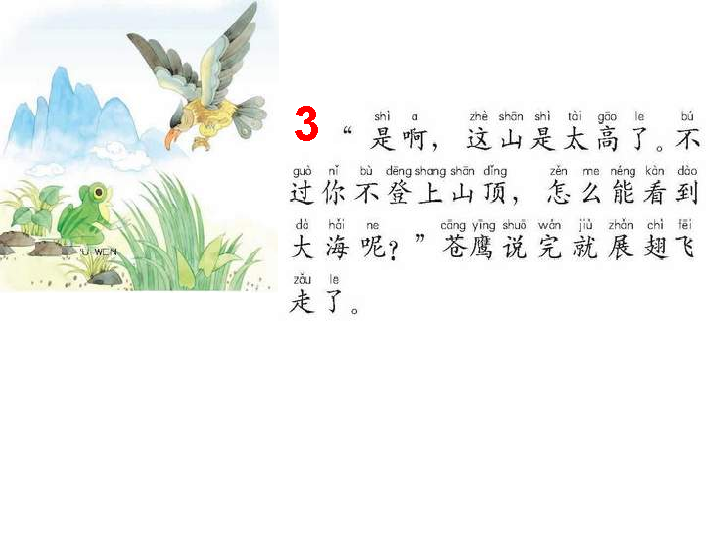 3
shì a zhè shān shì tài gāo le bú
“是啊，这山是太高了。不
guò nǐ bù dēng shang shān dǐng zěn me néng kàn dào
过你不登上山顶，怎么能看到
dà hǎi ne cāng yīng shuō wán jiù zhǎn chì fēi
大海呢？”苍鹰说完就展翅飞
zǒu le
走了。